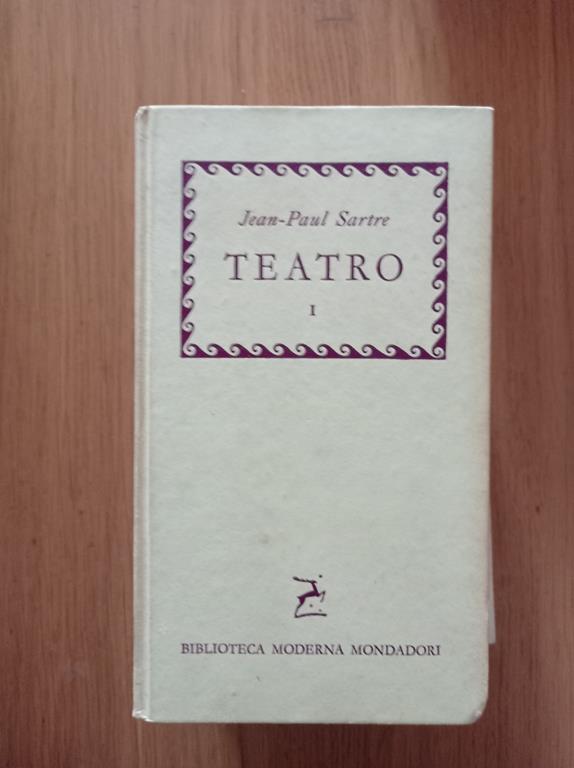 Jean-Paul Sartre
TEATRO
I
BIBLIOTECA MODERNA MONDADORI